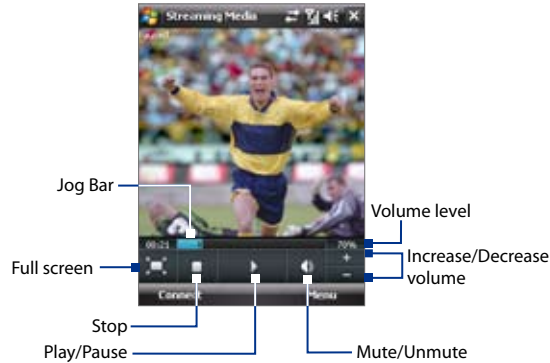 Streaming Media
Jog Bar
Volume level
00:21
70%
Full screen
Increase/Decrease
volume
+
−
Connect
Menu
Stop
Play/Pause
Mute/Unmute